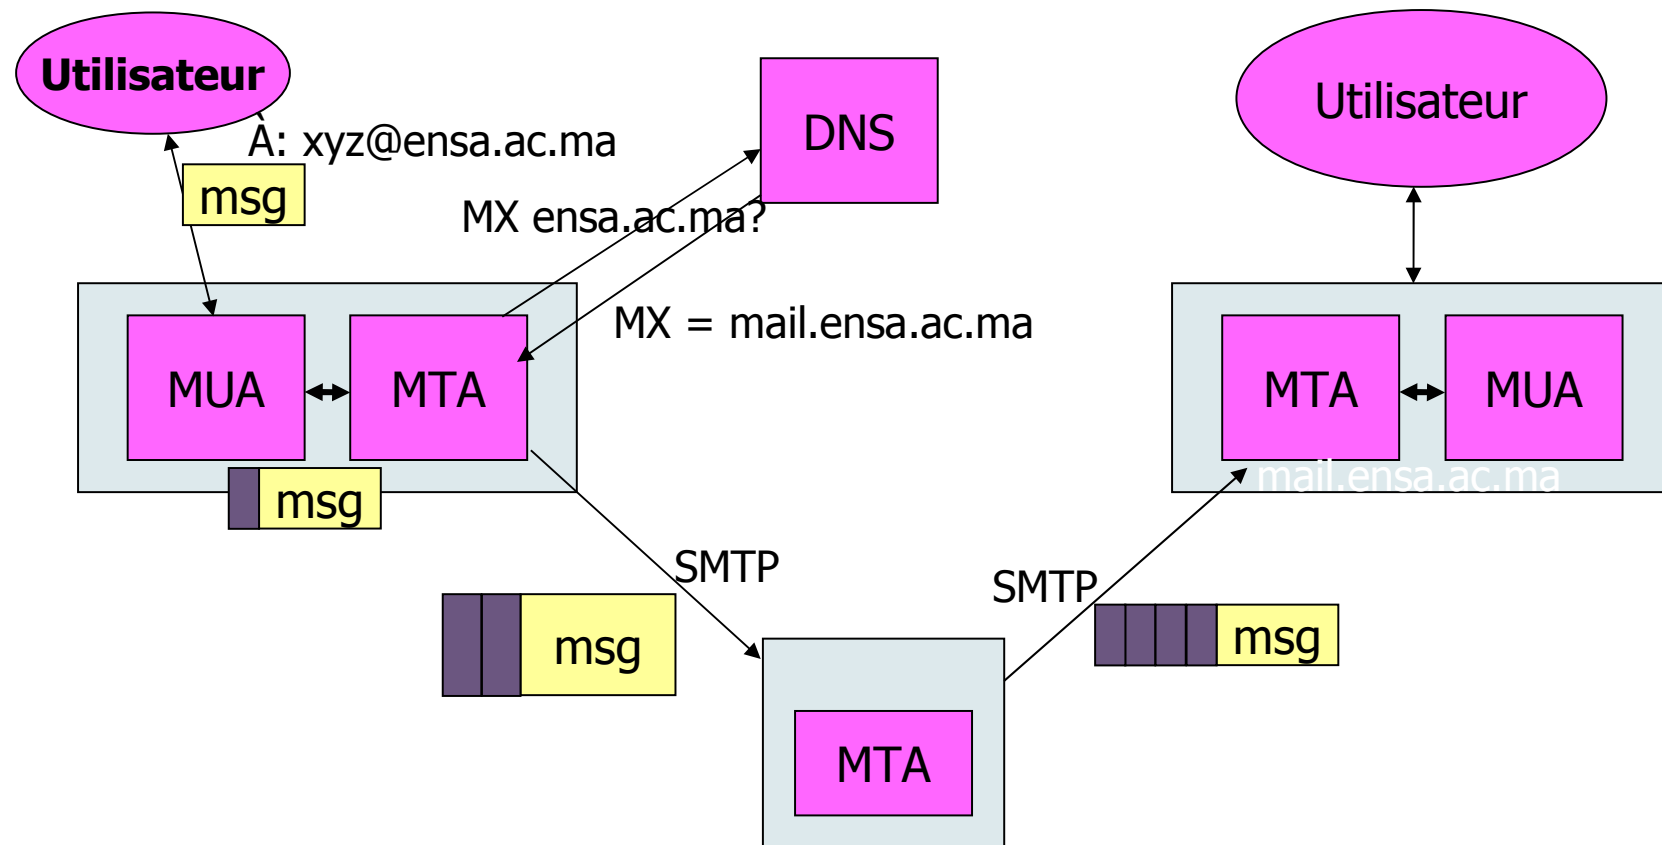 Utilisateur
À: xyz@ensa.ac.ma
msg
DNS
Utilisateur
MX ensa.ac.ma?
MX = mail.ensa.ac.ma
MUA
MTA
msg
MTA
MUA
mail.ensa.ac.ma
SMTP
msg
SMTP
msg
MTA